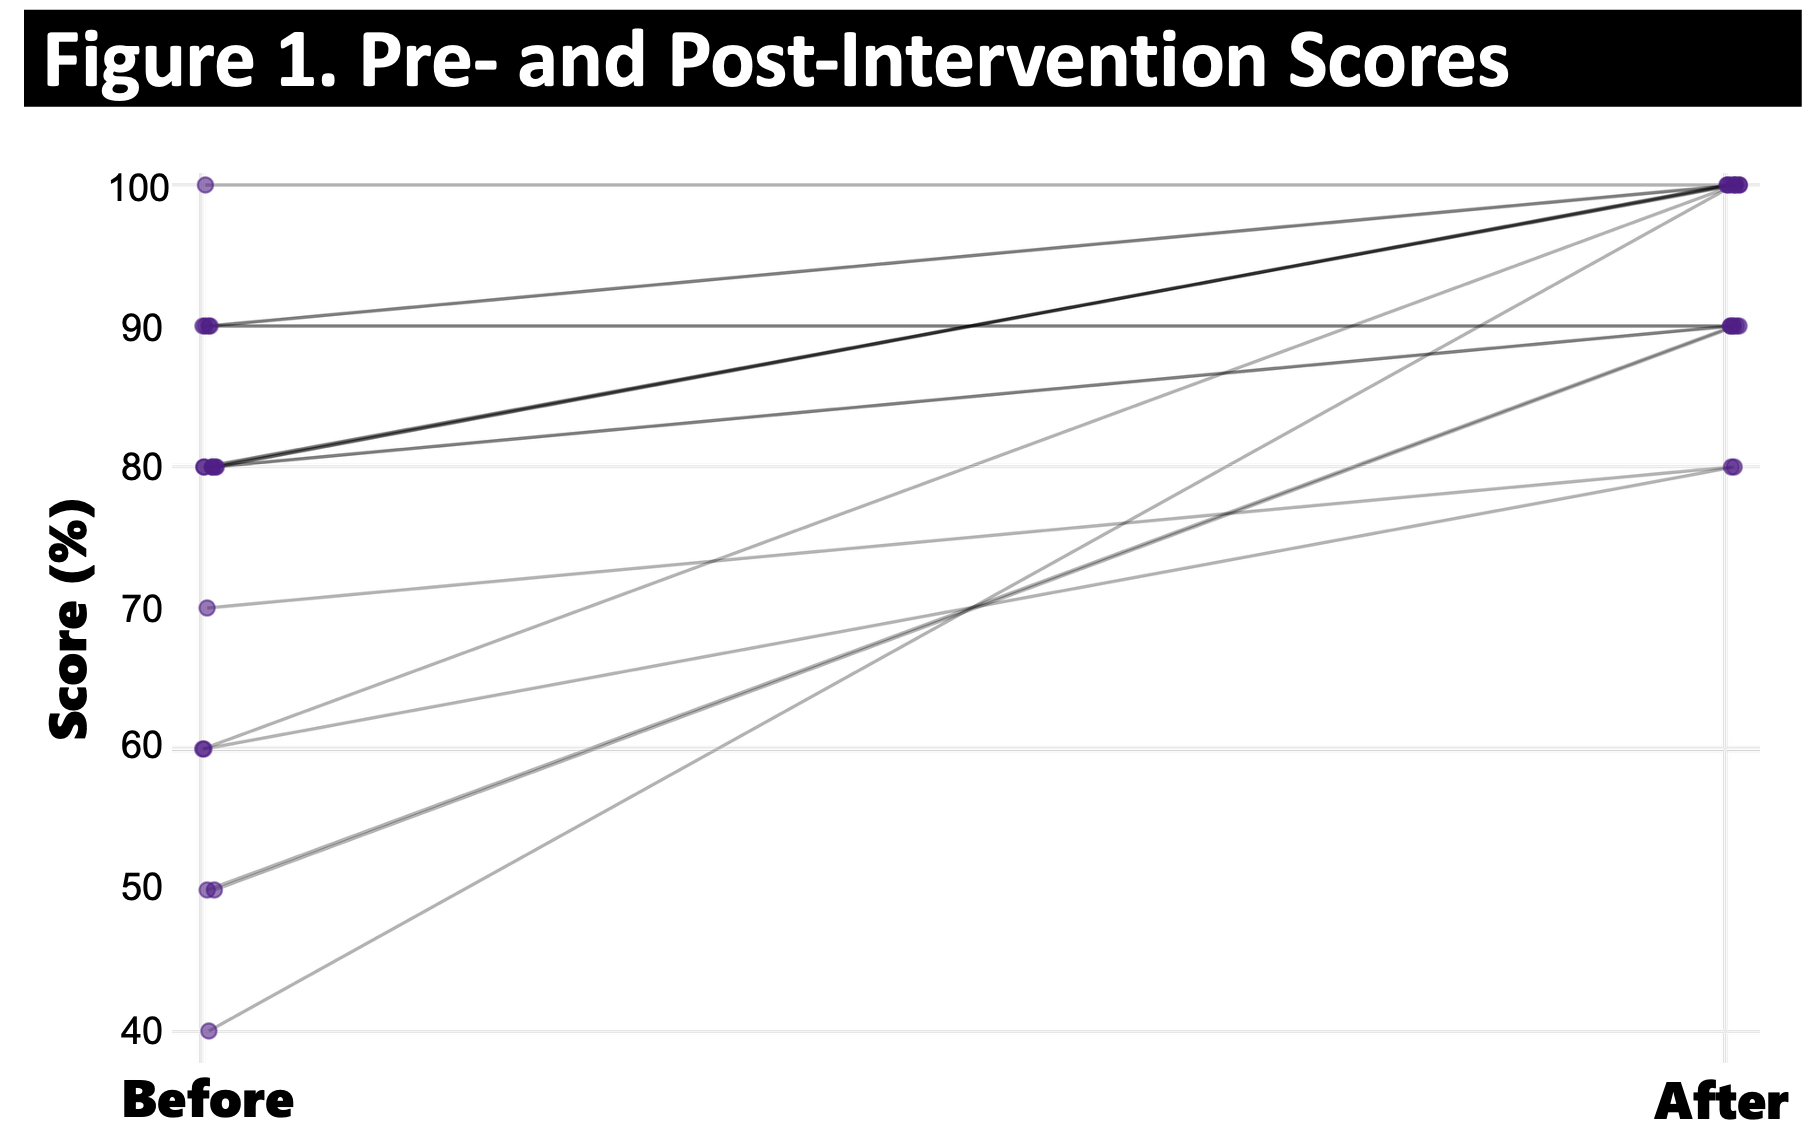 Figure 1. Pre- and Post-Intervention Scores
100
90
80
70
60
50
40
Score (%)
Before
After